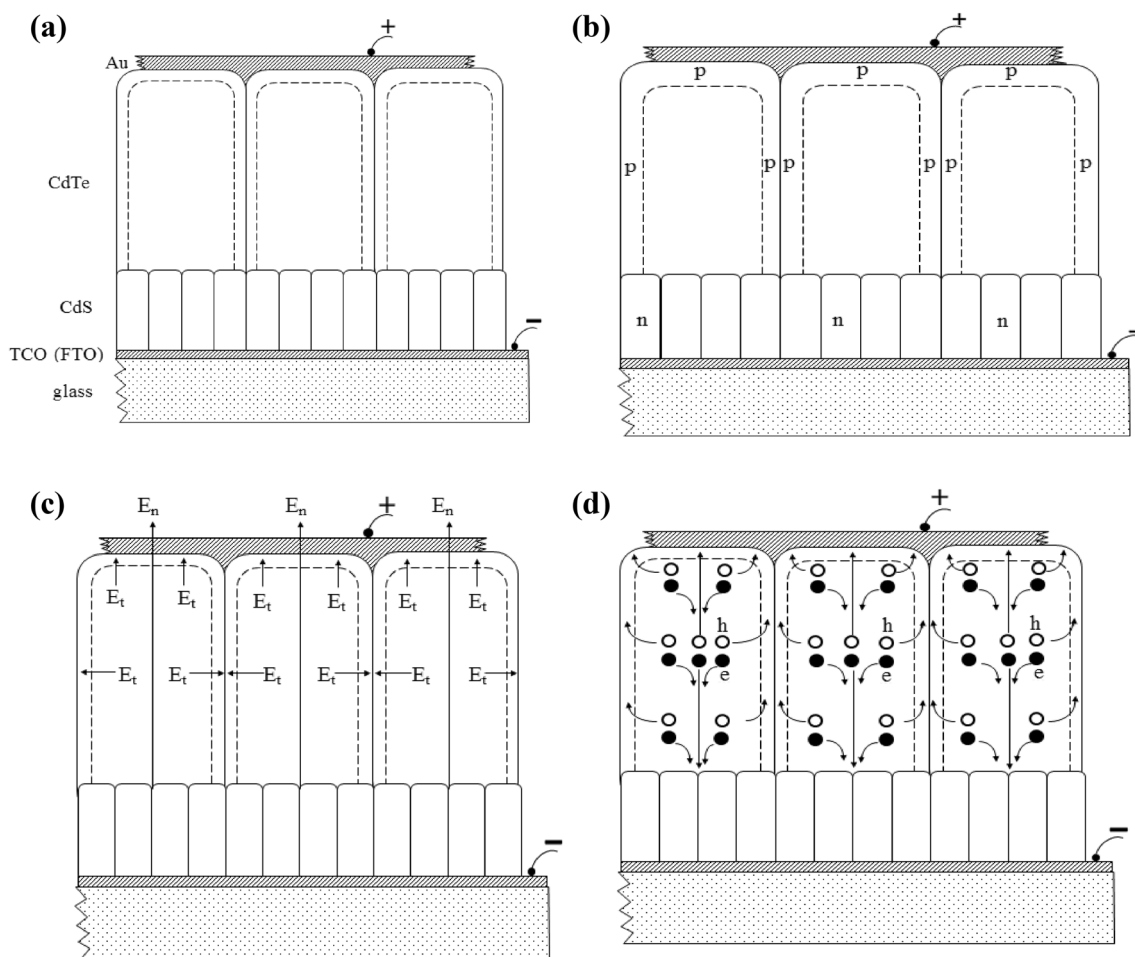 (a)
+
Au
CdTe
CdS
TCO (FTO)
−
glass
(b)
+
p p p
p p p p p p
n n n
−
(c)
En En + En
Et Et Et Et Et Et
Et Et Et Et Et Et
−
(d)
+
h h h
e e e
−